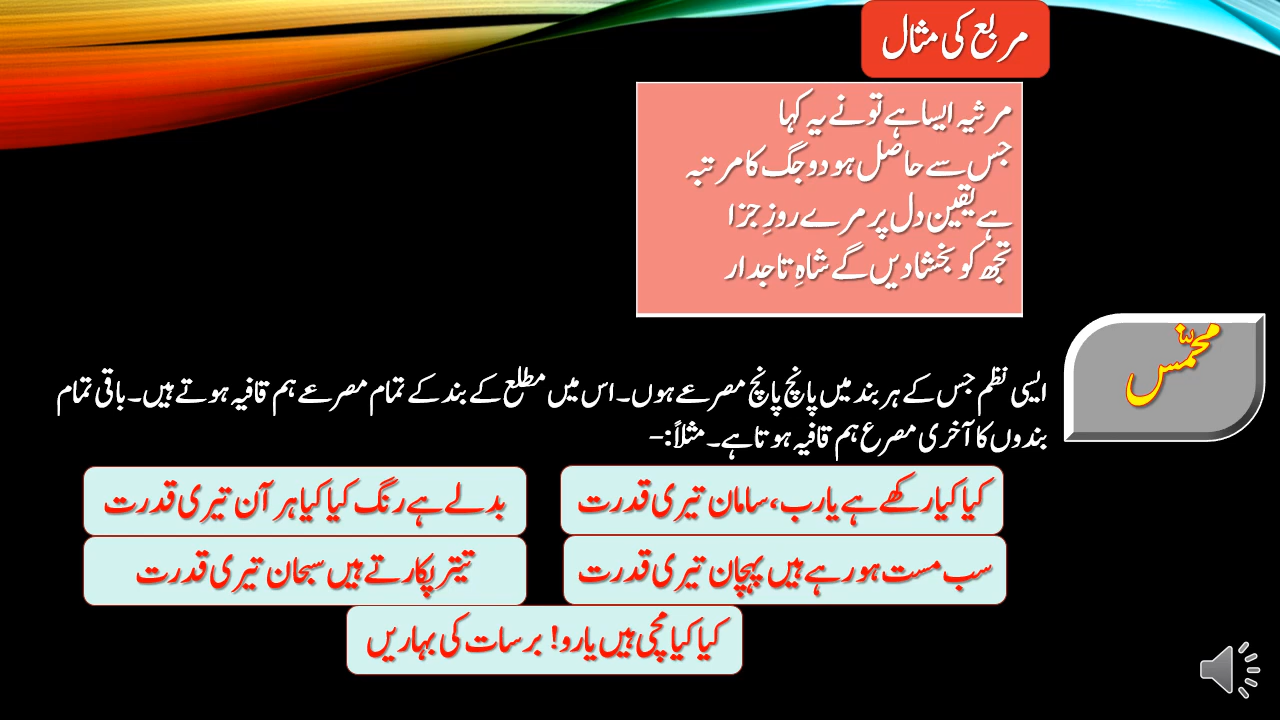 مربع کی مثال
مرثیہ ایسا ہے تو نے یہ کہا
جس سے حاصل ہو دو جگ کا مرتبہ
ہے یقین دل پر مرے روزِ جزا
تجھ کو بخشا دیں گے شاہِ تاجدار
مخمّس
ایسی نظم جس کے ہر بند میں پانچ پانچ مصرعے ہوں۔ اس میں مطلع کے بند کے تمام مصرعے ہم قافیہ ہوتے ہیں۔ باقی تمام
بندوں کا آخری مصرع ہم قافیہ ہوتا ہے۔ مثلاً:-
کیا کیا رکھے ہے یارب، سامان تیری قدرت
بدلے ہے رنگ کیا کیا ہر آن تیری قدرت
سب مست ہو رہے ہیں پہچان تیری قدرت
تیتر پکارتے ہیں سبحان تیری قدرت
کیا کیا مچی ہیں یارو! برسات کی بہاریں